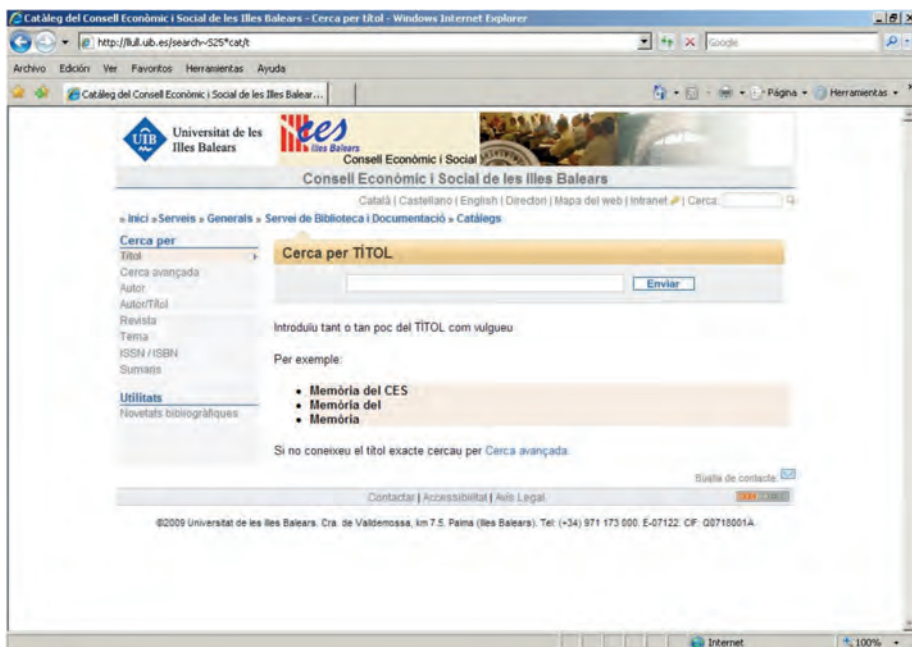 Catàleg del Consell Econòmic i Social de les Illes Balears - Cerca per títol - Windows Internet Explorer
http://llull.uib.es/search~S25*cat/t
Google
Archivo Edición Ver Favoritos Herramientas Ayuda
Catàleg del Consell Econòmic i Social de les Illes Balear...
Página Herramientas
UIB
Universitat de les
Illes Balears
ces
Illes Balears
Consell Econòmic i Social
Consell Econòmic i Social de les Illes Balears
Català | Castellano | English | Directori | Mapa del web | Intranet | Cerca:
» Inici » Serveis » Generals » Servei de Biblioteca i Documentació » Catàlegs
Cerca per
Títol
Cerca avançada
Autor
Autor/Títol
Revista
Tema
ISSN / ISBN
Sumaris
Utilitats
Novetats bibliogràfiques
Cerca per TÍTOL
Enviar
Introduïu tant o tan poc del TÍTOL com vulgueu
Per exemple:
• Memòria del CES
• Memòria del
• Memòria
Si no coneixeu el títol exacte cercau per Cerca avançada.
Bústia de contacte
Contactar | Accessibilitat | Avís Legal
©2009 Universitat de les Illes Balears. Cra. de Valldemossa, km 7.5. Palma (Illes Balears). Tel: (+34) 971 173 000. E-07122. CIF: Q0718001A.
Internet
100%